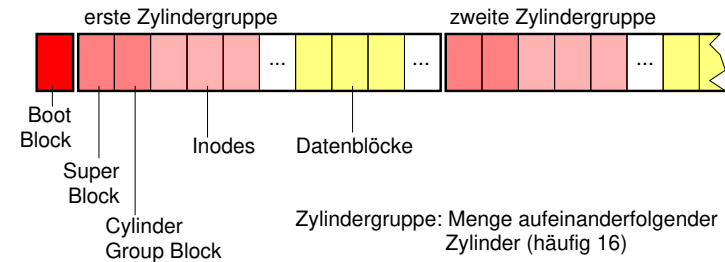 erste Zylindergruppe
zweite Zylindergruppe
...
...
...
Boot
Block
Inodes
Datenblöcke
Super
Block
Cylinder
Group Block
Zylindergruppe: Menge aufeinanderfolgender
Zylinder (häufig 16)